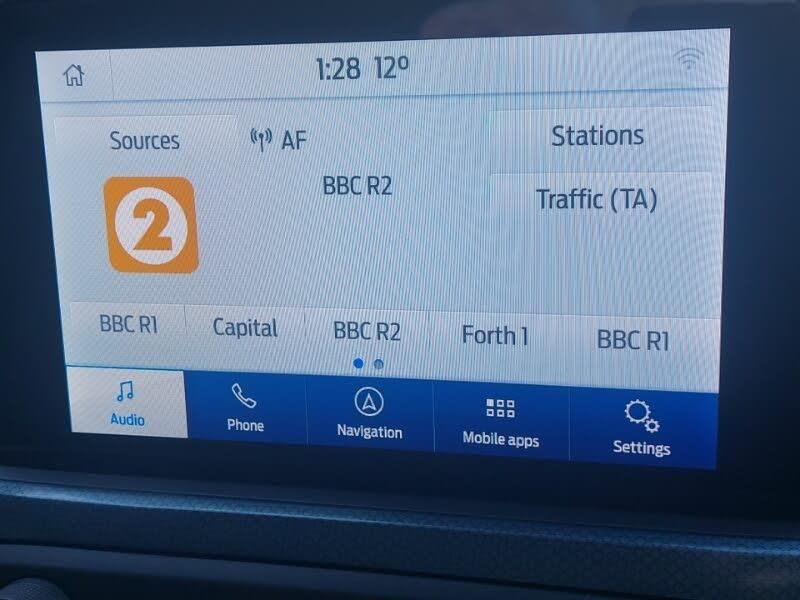 1:28 12°
Sources
AF
Stations
BBC R2
Traffic (TA)
2
BBC R1
Capital
BBC R2
Forth 1
BBC R1
Audio
Phone
Navigation
Mobile apps
Settings